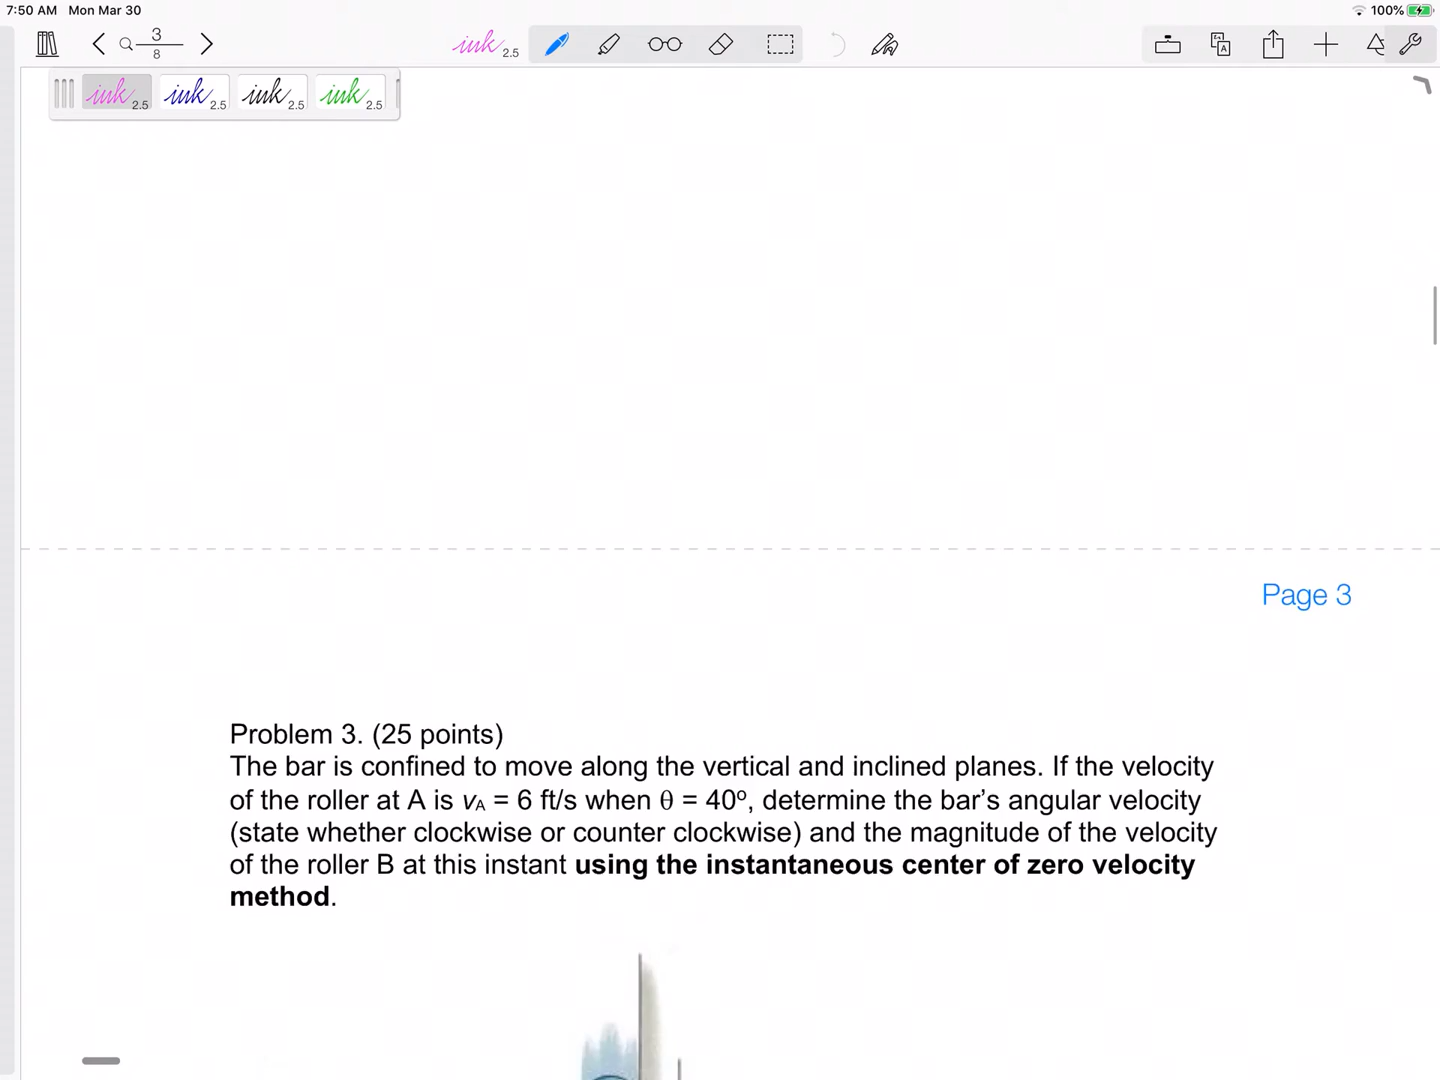 7:50 AM Mon Mar 30
100%
3
8
ink 2.5
ink 2.5
ink 2.5
ink 2.5
ink 2.5
Page 3
Problem 3. (25 points)
The bar is confined to move along the vertical and inclined planes. If the velocity
of the roller at A is vA = 6 ft/s when θ = 40º, determine the bar’s angular velocity
(state whether clockwise or counter clockwise) and the magnitude of the velocity
of the roller B at this instant using the instantaneous center of zero velocity
method.